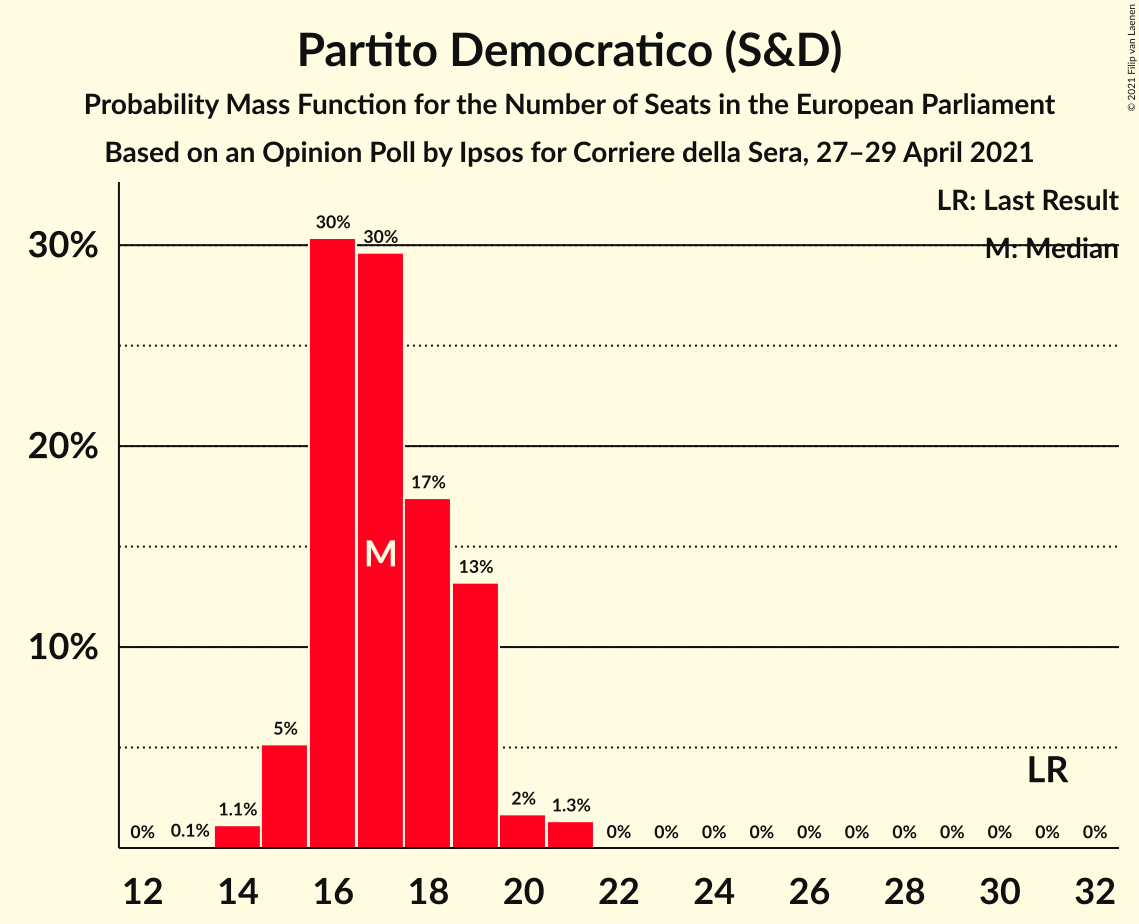 Partito Democratico (S&D)
Probability Mass Function for the Number of Seats in the European Parliament
Based on an Opinion Poll by Ipsos for Corriere della Sera, 27–29 April 2021
© 2021 Filip van Laenen
LR: Last Result
M: Median
30%
20%
10%
0% 0.1% 1.1% 5% 30% 30% 17% 13% 2% 1.3% 0% 0% 0% 0% 0% 0% 0% 0% 0% 0% 0%
M
LR
12 14 16 18 20 22 24 26 28 30 32